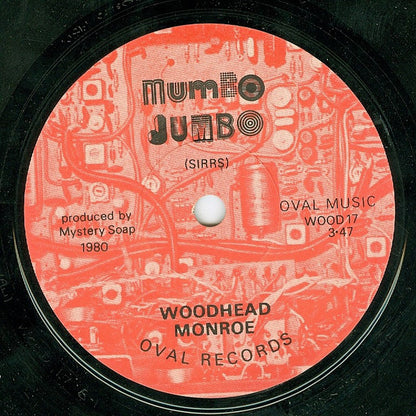 mumBO
JUMBO
(SIRRS)
produced by
Mystery Soap
1980
OVAL MUSIC
WOOD 17
3·47
WOODHEAD
MONROE
OVAL RECORDS